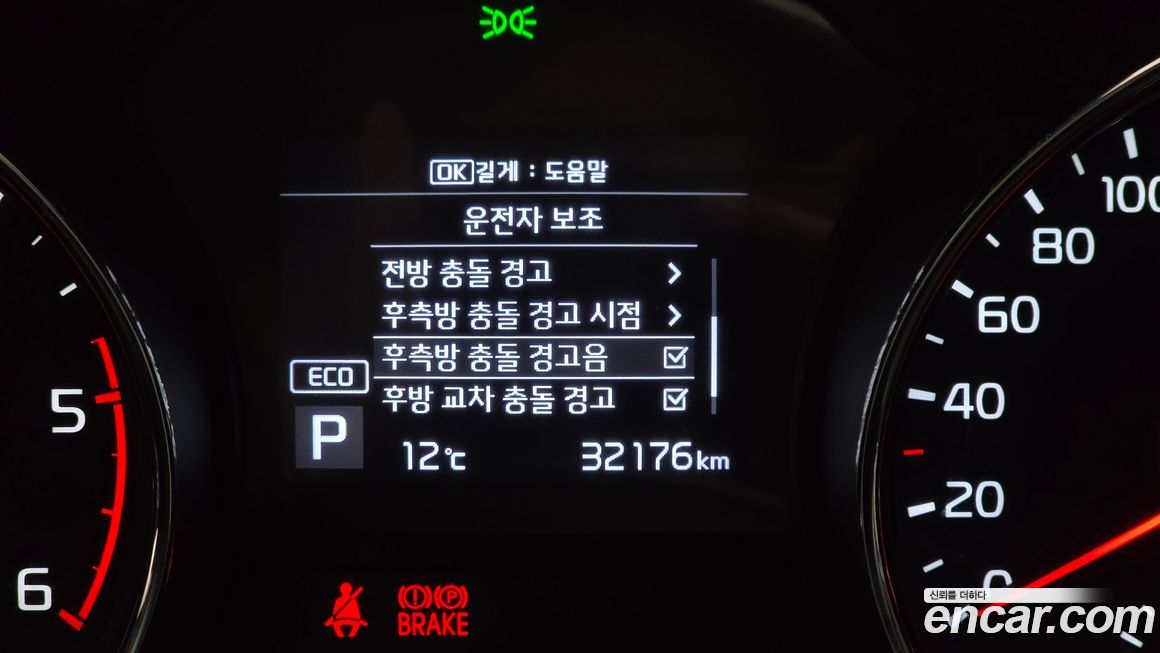 OK 길게 : 도움말
운전자 보조
전방 충돌 경고
후측방 충돌 경고 시점
후측방 충돌 경고음
후방 교차 충돌 경고
ECO
P
12℃
32176km
5
6
BRAKE
100
80
60
40
20
0
신뢰를 더하다
encar.com